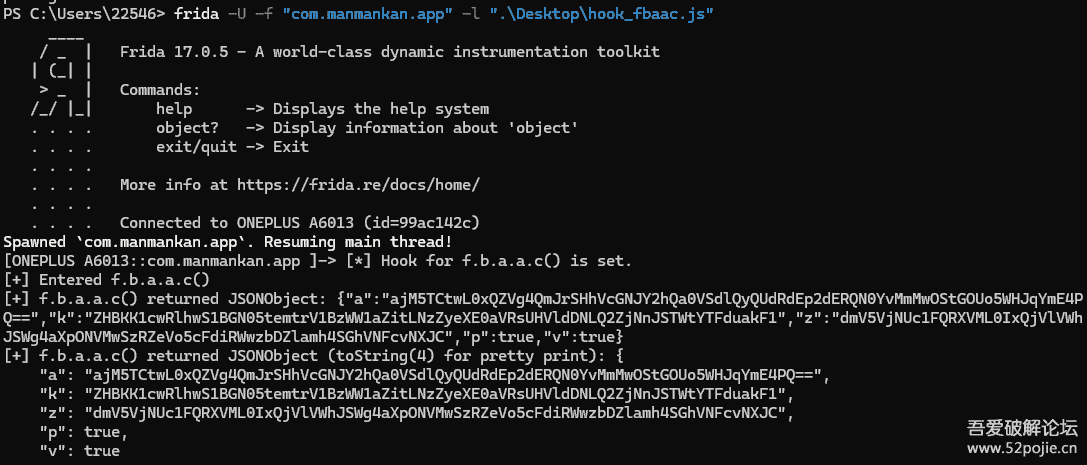 PS C:\Users\22546> frida -U -f "com.manmankan.app" -l ".\Desktop\hook_fbaac.js"
     ____
    / _  |   Frida 17.0.5 - A world-class dynamic instrumentation toolkit
   | (_| |
    > _  |   Commands:
   /_/ |_|       help      -> Displays the help system
   . . . .       object?   -> Display information about 'object'
   . . . .       exit/quit -> Exit
   . . . .
   . . . .   More info at https://frida.re/docs/home/
   . . . .
   . . . .   Connected to ONEPLUS A6013 (id=99ac142c)
Spawned `com.manmankan.app`. Resuming main thread!
[ONEPLUS A6013::com.manmankan.app ]-> [*] Hook for f.b.a.a.c() is set.
[+] Entered f.b.a.a.c()
[+] f.b.a.a.c() returned JSONObject: {"a":"ajM5TCtwL0xQZVg4QmJrSHhVcGNJY2hQa0VSdlQyQUdRdEp2dERQN0YvMmMwOStGOUo5WHJqYmE4P
Q==","k":"ZHBKK1cwRlhwS1BGN05temtrV1BzWW1aZitLNzZyeXE0aVRsUHVldDNLQ2ZjNnJSTWtYTFduakF1","z":"dmV5VjNUc1FQRXVML0IxQjVlVWh
JSWg4aXpONVMwSzRZeVo5cFdiRWwzbDZlamh4SGhVNFcvNXJC","p":true,"v":true}
[+] f.b.a.a.c() returned JSONObject (toString(4) for pretty print): {
    "a": "ajM5TCtwL0xQZVg4QmJrSHhVcGNJY2hQa0VSdlQyQUdRdEp2dERQN0YvMmMwOStGOUo5WHJqYmE4PQ==",
    "k": "ZHBKK1cwRlhwS1BGN05temtrV1BzWW1aZitLNzZyeXE0aVRsUHVldDNLQ2ZjNnJSTWtYTFduakF1",
    "z": "dmV5VjNUc1FQRXVML0IxQjVlVWhJSWg4aXpONVMwSzRZeVo5cFdiRWwzbDZlamh4SGhVNFcvNXJC",
    "p": true,
    "v": true
吾爱破解论坛
www.52pojie.cn